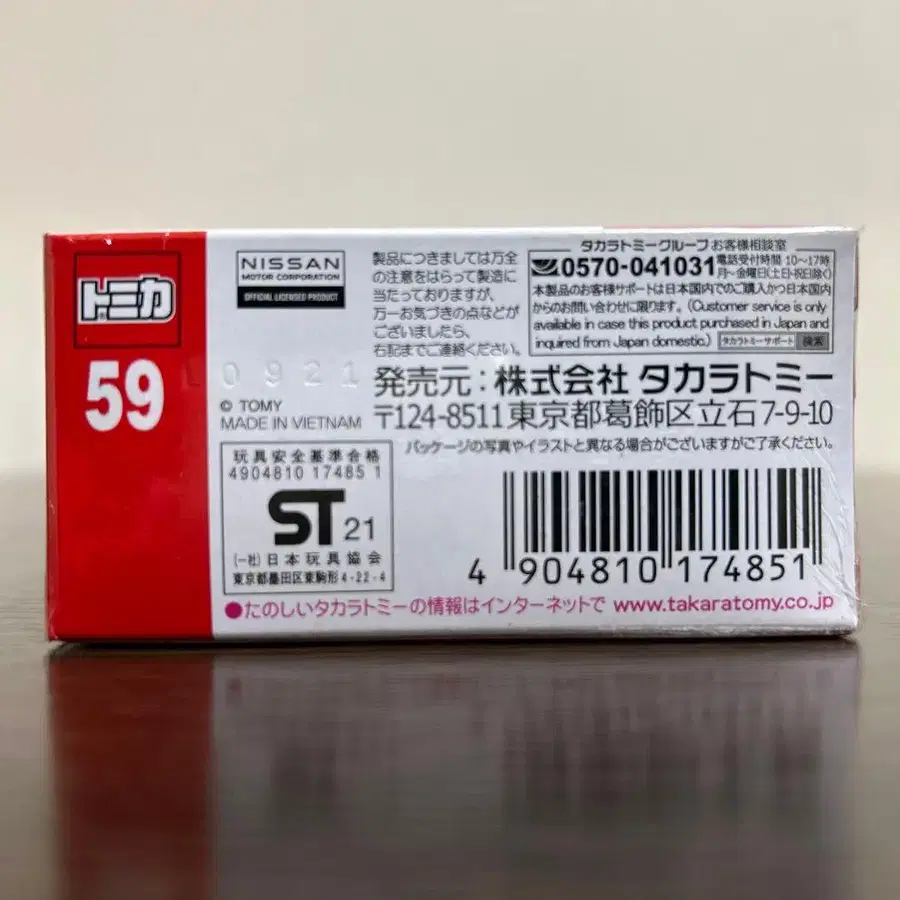 トミカ
59
NISSAN
MOTOR CORPORATION
OFFICIAL LICENSED PRODUCT
製品につきましては万全
の注意をはらって製造に
当たっておりますが、
万一お気づきの点などが
ございましたら、
右記までご連絡ください。
タカラトミーグループ お客様相談室
0570-041031 電話受付時間 10〜17時
月〜金曜日(土・日・祝日除く)
本製品のお客様サポートは日本国内でのご購入かつ日本国内
からのお問い合わせに限ります。(Customer service is only
available in case this product purchased in Japan and
inquired from Japan domestic.) タカラトミーサポート 検索
0921
© TOMY
MADE IN VIETNAM
発売元:株式会社 タカラトミー
〒124-8511東京都葛飾区立石7-9-10
パッケージの写真やイラストと異なる場合がございますがご了承ください。
玩具安全基準合格
4904810 17485 1
ST 21
(一社)日本玩具協会
東京都墨田区東駒形4-22-4
4 904810 174851
●たのしいタカラトミーの情報はインターネットで www.takaratomy.co.jp